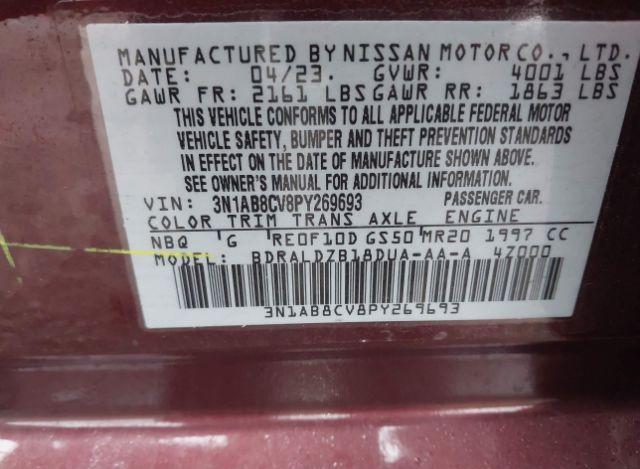 MANUFACTURED BY NISSAN MOTOR CO., LTD.
DATE: 04/23. GVWR: 4001 LBS
GAWR FR: 2161 LBS GAWR RR: 1863 LBS
THIS VEHICLE CONFORMS TO ALL APPLICABLE FEDERAL MOTOR
VEHICLE SAFETY, BUMPER AND THEFT PREVENTION STANDARDS
IN EFFECT ON THE DATE OF MANUFACTURE SHOWN ABOVE.
SEE OWNER'S MANUAL FOR ADDITIONAL INFORMATION.
VIN: 3N1AB8CV8PY269693 PASSENGER CAR.
COLOR TRIM TRANS AXLE ENGINE
NBQ G RE0F10D GS50 MR20 1997 CC
MODEL: BDRALDZB18DUA-AA-A 4Z000
3N1AB8CV8PY269693